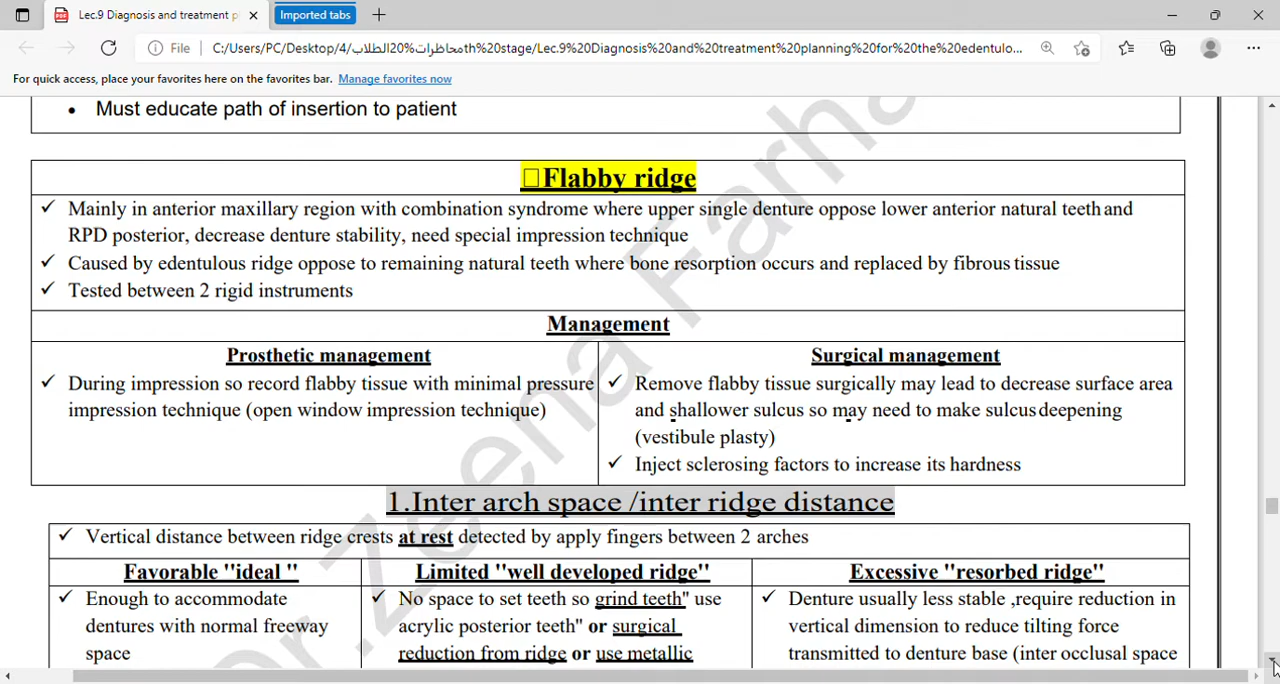 Lec.9 Diagnosis and treatment p
Imported tabs
File
C:/Users/PC/Desktop/4/محاظرات%20الطلاب%20th%20stage/Lec.9%20Diagnosis%20and%20treatment%20planning%20for%20the%20edentulo...
For quick access, place your favorites here on the favorites bar. Manage favorites now
• Must educate path of insertion to patient
Flabby ridge
✓ Mainly in anterior maxillary region with combination syndrome where upper single denture oppose lower anterior natural teeth and
RPD posterior, decrease denture stability, need special impression technique
✓ Caused by edentulous ridge oppose to remaining natural teeth where bone resorption occurs and replaced by fibrous tissue
✓ Tested between 2 rigid instruments
Management
Prosthetic management
✓ During impression so record flabby tissue with minimal pressure
impression technique (open window impression technique)
Surgical management
✓ Remove flabby tissue surgically may lead to decrease surface area
and shallower sulcus so may need to make sulcus deepening
(vestibule plasty)
✓ Inject sclerosing factors to increase its hardness
1.Inter arch space /inter ridge distance
✓ Vertical distance between ridge crests at rest detected by apply fingers between 2 arches
Favorable "ideal "
✓ Enough to accommodate
dentures with normal freeway
space
Limited "well developed ridge"
✓ No space to set teeth so grind teeth" use
acrylic posterior teeth" or surgical
reduction from ridge or use metallic
Excessive "resorbed ridge"
✓ Denture usually less stable ,require reduction in
vertical dimension to reduce tilting force
transmitted to denture base (inter occlusal space
Dr.Zeena Farha